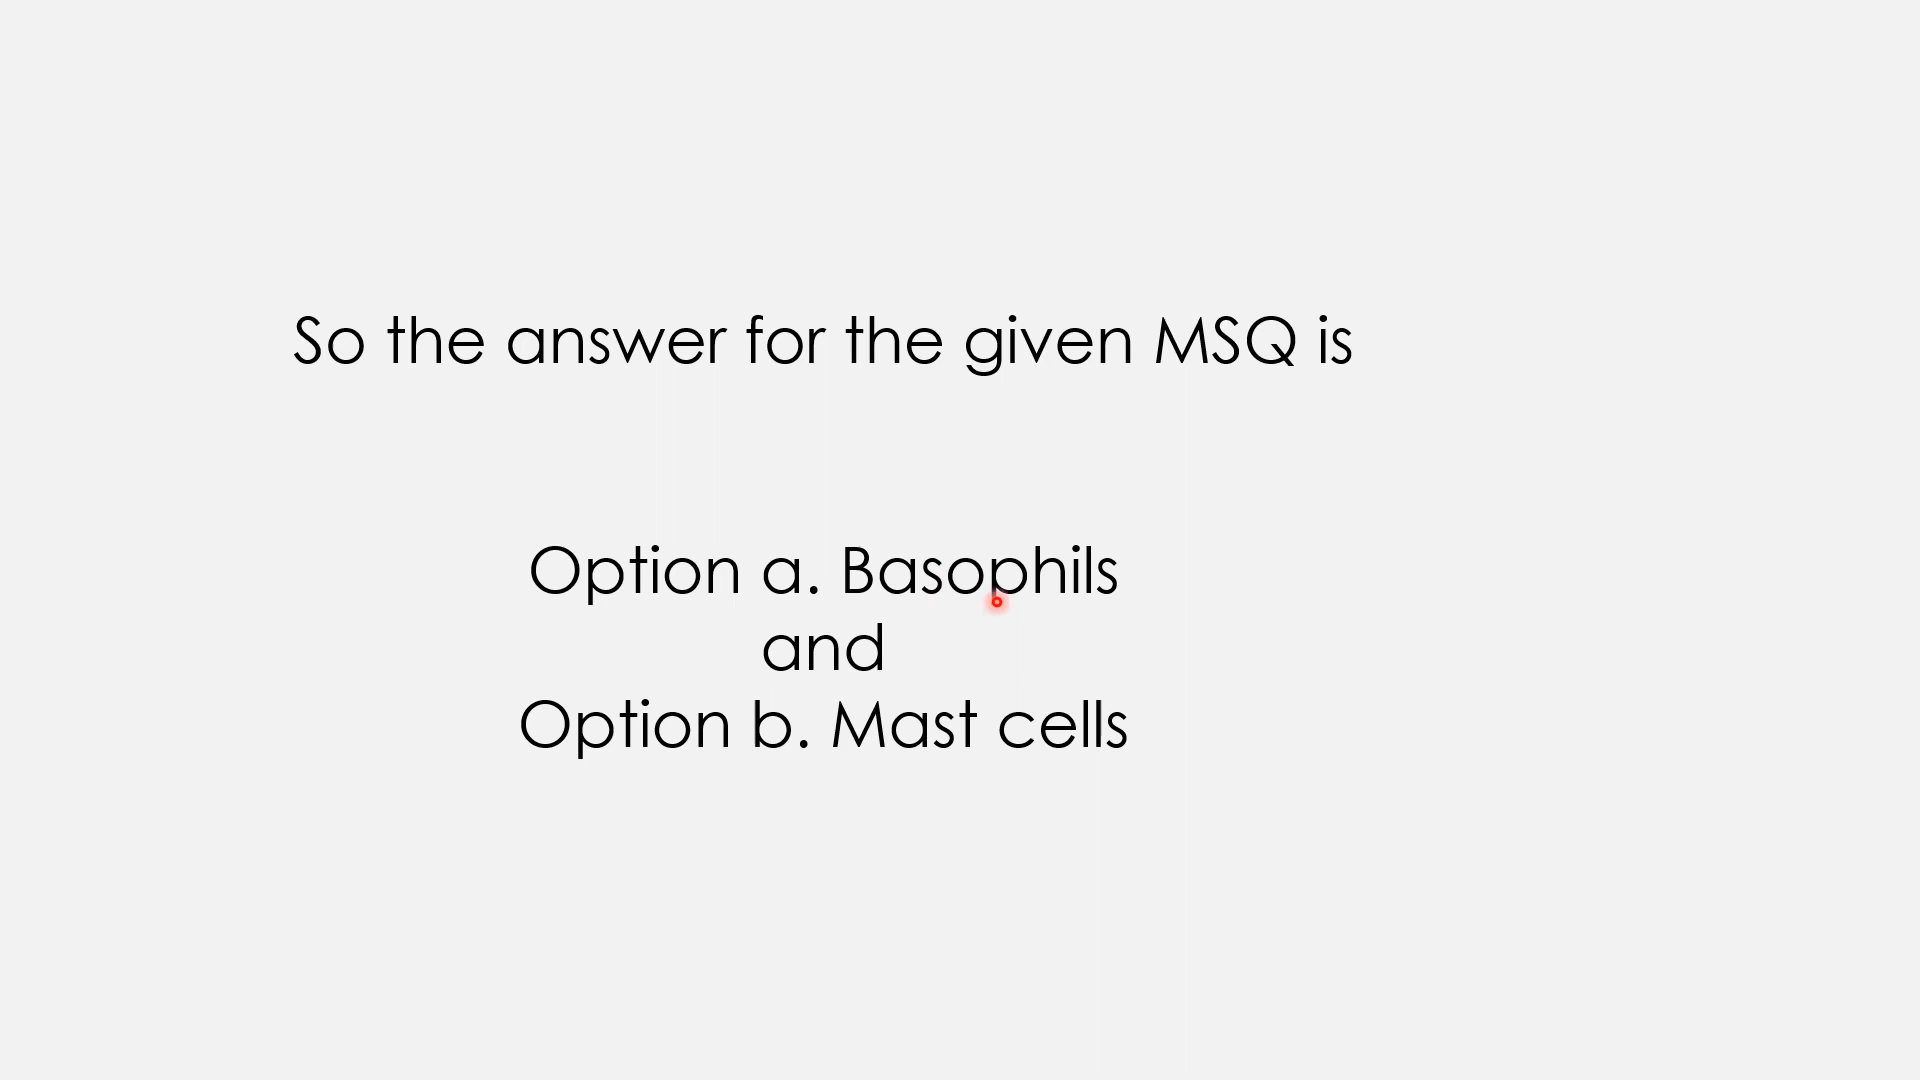 So the answer for the given MSQ is
Option a. Basophils
and
Option b. Mast cells